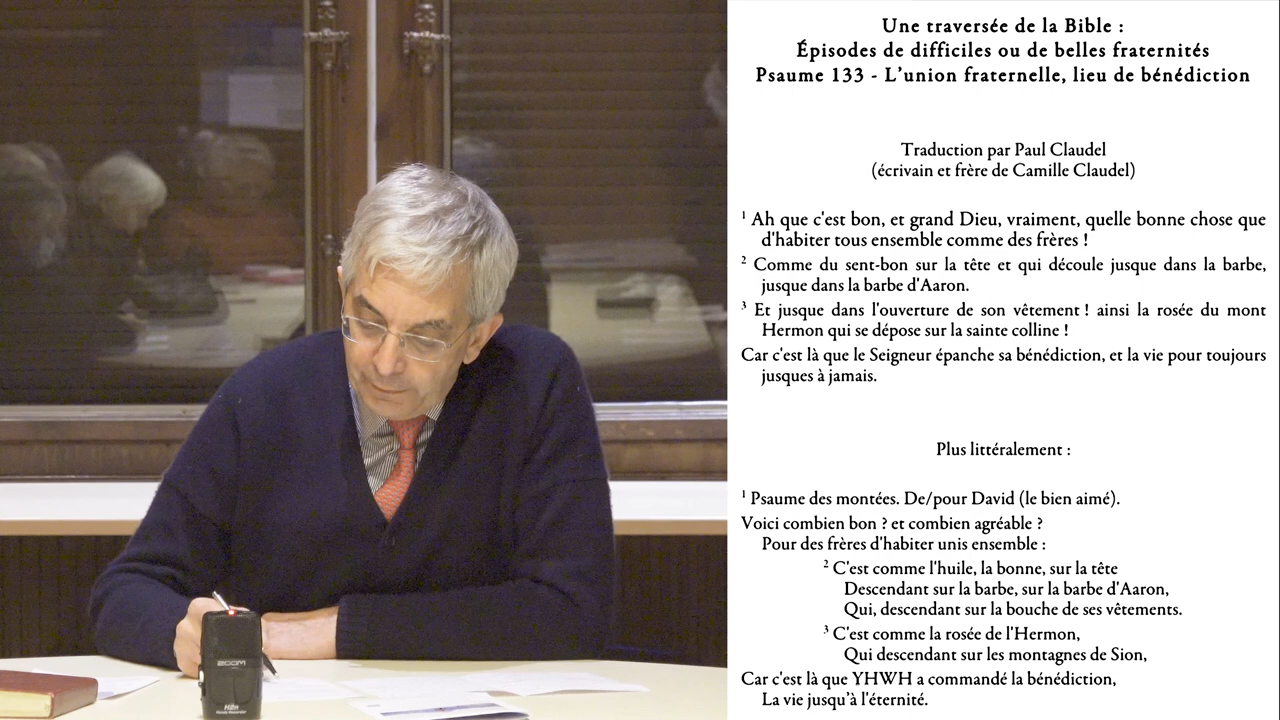 Une traversée de la Bible :
Épisodes de difficiles ou de belles fraternités
Psaume 133 - L’union fraternelle, lieu de bénédiction
Traduction par Paul Claudel
(écrivain et frère de Camille Claudel)
1 Ah que c'est bon, et grand Dieu, vraiment, quelle bonne chose que
d'habiter tous ensemble comme des frères !
2 Comme du sent-bon sur la tête et qui découle jusque dans la barbe,
jusque dans la barbe d'Aaron.
3 Et jusque dans l'ouverture de son vêtement ! ainsi la rosée du mont
Hermon qui se dépose sur la sainte colline !
Car c'est là que le Seigneur épanche sa bénédiction, et la vie pour toujours
jusques à jamais.
Plus littéralement :
1 Psaume des montées. De/pour David (le bien aimé).
Voici combien bon ? et combien agréable ?
Pour des frères d'habiter unis ensemble :
2 C'est comme l'huile, la bonne, sur la tête
Descendant sur la barbe, sur la barbe d'Aaron,
Qui, descendant sur la bouche de ses vêtements.
3 C'est comme la rosée de l'Hermon,
Qui descendant sur les montagnes de Sion,
Car c'est là que YHWH a commandé la bénédiction,
La vie jusqu’à l'éternité.
ZOOM
H2n
Handy Recorder